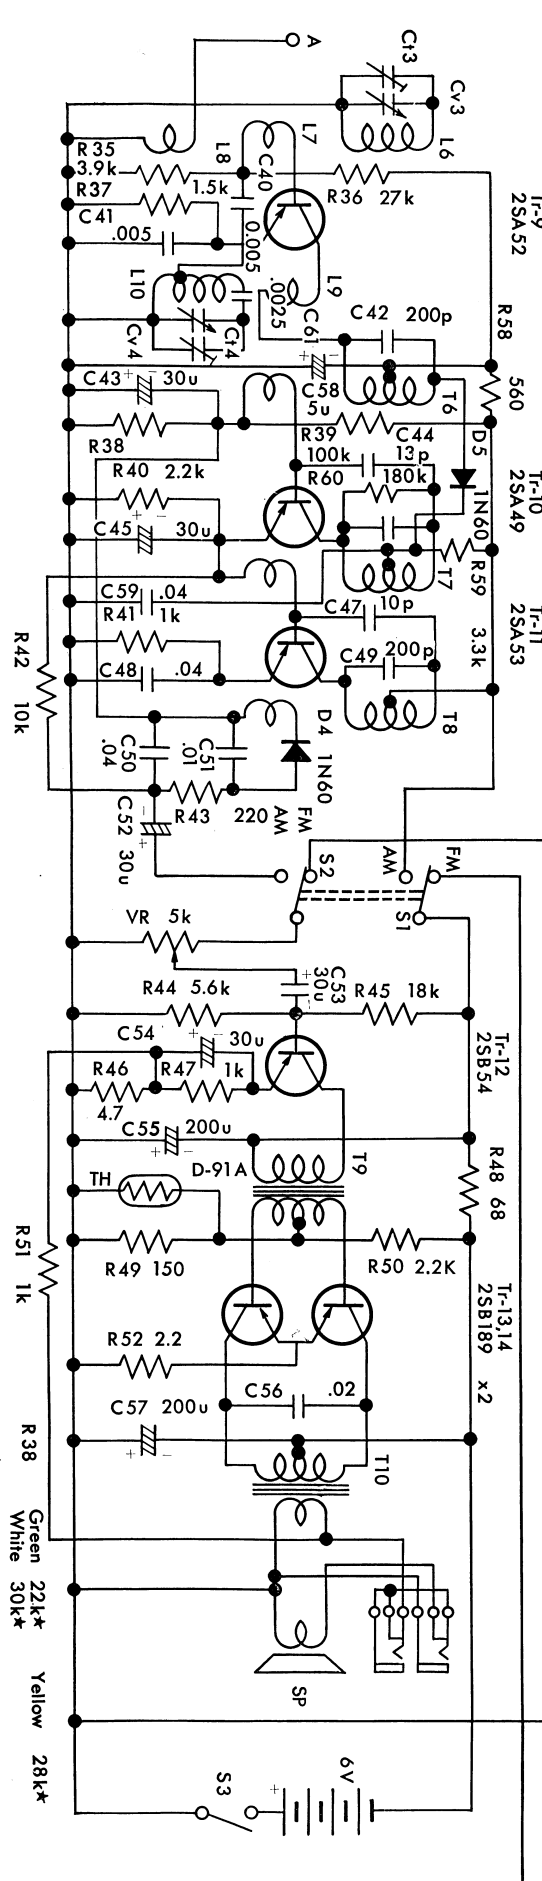 A
Ct3
Cv3
L6
L7
L8
C40
R35
3.9k
R37
1.5k
C41
.005
R36 27k
Tr-9
2SA52
0.005
L9
.0025
L10
Cv4
Ct4
C61
C42 200p
R58
560
C43
+
−
30u
C58
5u
T6
R38
R39
100k
C44
13p
R60
180k
D5
1N60
Tr-10
2SA49
R40 2.2k
C45
+
−
30u
T7
R59
3.3k
C59 .04
R41 1k
10p
C47
Tr-11
2SA53
C48 .04
C49 200p
T8
R42 10k
C50
.04
C51
.01
R43
220
D4 1N60
C52 30u
−
+
FM
AM
S2
AM
FM
S1
VR 5k
C53
30u
+
−
R44 5.6k
R45 18k
C54
+
−
30u
R46
4.7
R47 1k
Tr-12
2SB54
C55
+
−
200u
T9
D-91A
R48 68
TH
R49 150
R50 2.2K
R51 1k
Tr-13,14
2SB189 x2
R52 2.2
C56 .02
C57 200u
+
−
T10
R38
Green 22k★
White 30k★
Yellow 28k★
SP
S3
+
6V